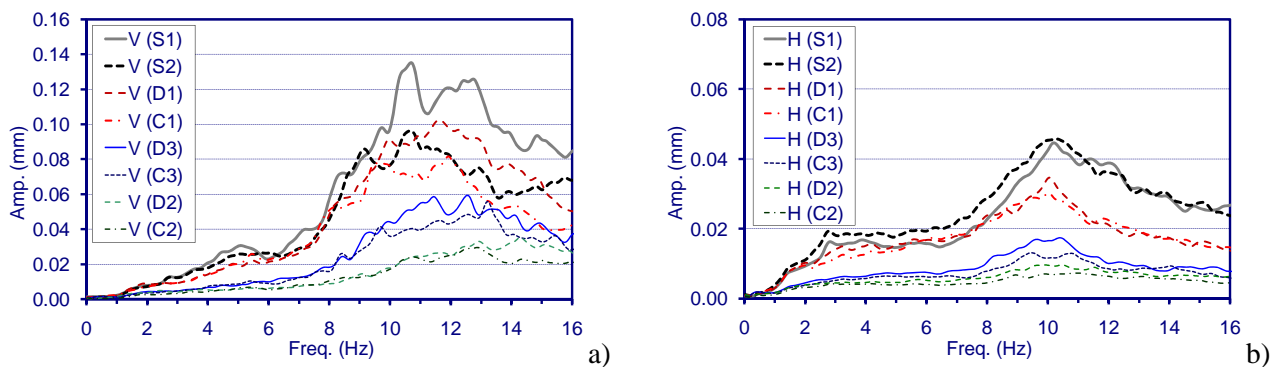 0.16
0.14
0.12
0.10
0.08
0.06
0.04
0.02
0.00
Amp. (mm)
V (S1)
V (S2)
V (D1)
V (C1)
V (D3)
V (C3)
V (D2)
V (C2)
0 2 4 6 8 10 12 14 16
Freq. (Hz)
a)
0.08
0.06
0.04
0.02
0.00
Amp. (mm)
H (S1)
H (S2)
H (D1)
H (C1)
H (D3)
H (C3)
H (D2)
H (C2)
0 2 4 6 8 10 12 14 16
Freq. (Hz)
b)